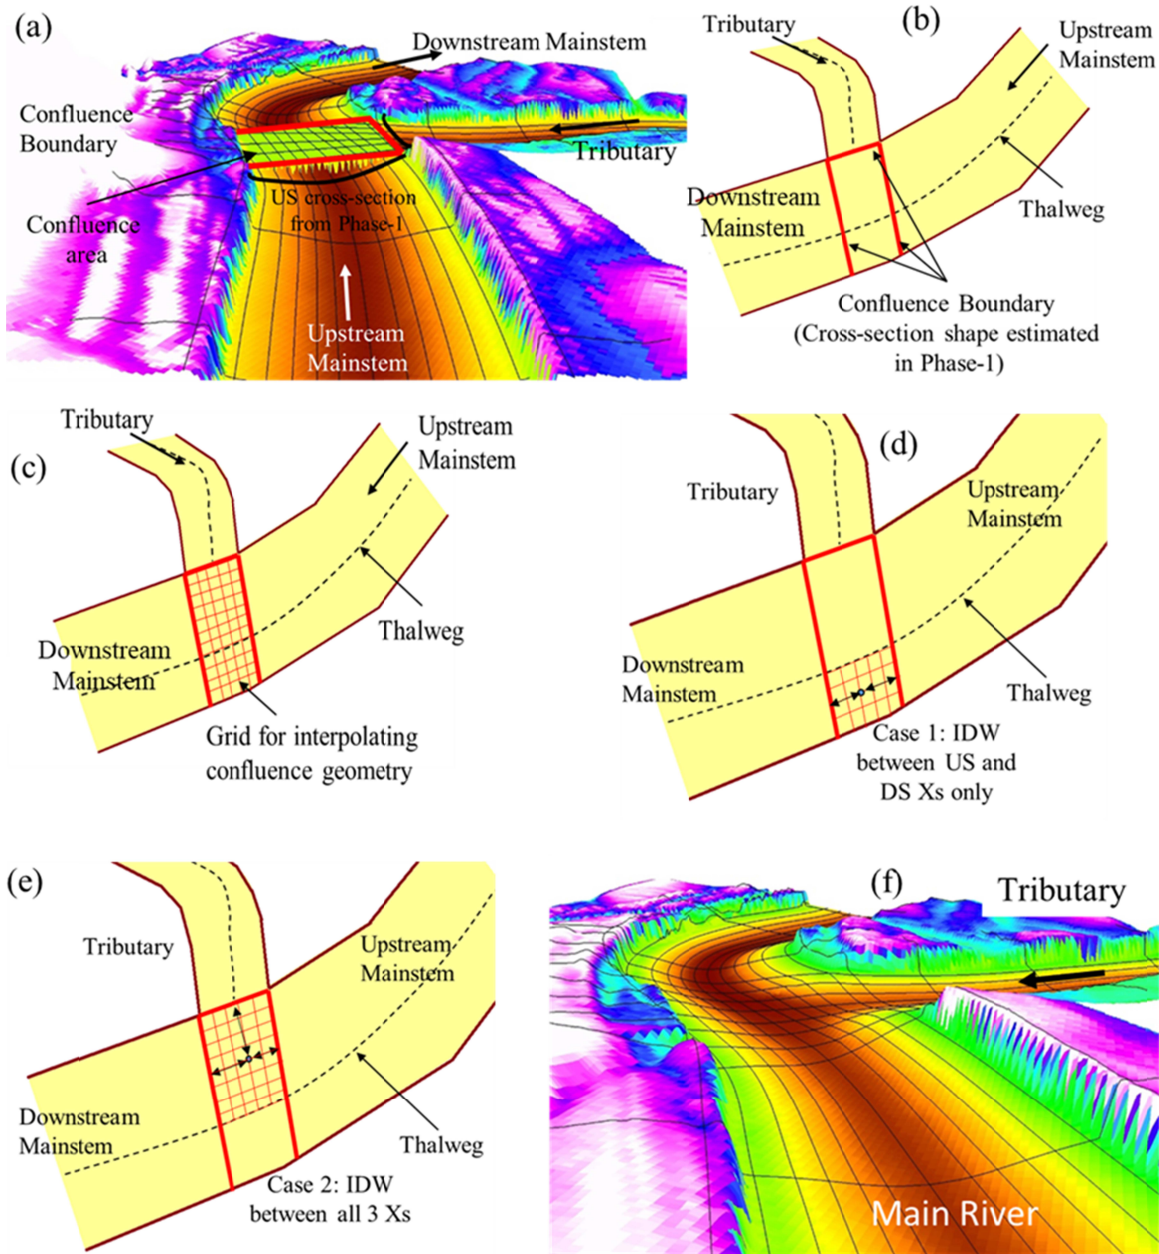 (a)
Downstream Mainstem
Confluence
Boundary
Tributary
US cross-section
from Phase-1
Confluence
area
Upstream
Mainstem
(b)
Tributary
Upstream
Mainstem
Downstream
Mainstem
Thalweg
Confluence Boundary
(Cross-section shape estimated
in Phase-1)
(c)
Tributary
Upstream
Mainstem
Thalweg
Downstream
Mainstem
Grid for interpolating
confluence geometry
(d)
Tributary
Upstream
Mainstem
Downstream
Mainstem
Thalweg
Case 1: IDW
between US and
DS Xs only
(e)
Tributary
Upstream
Mainstem
Downstream
Mainstem
Thalweg
Case 2: IDW
between all 3 Xs
(f)
Tributary
Main River